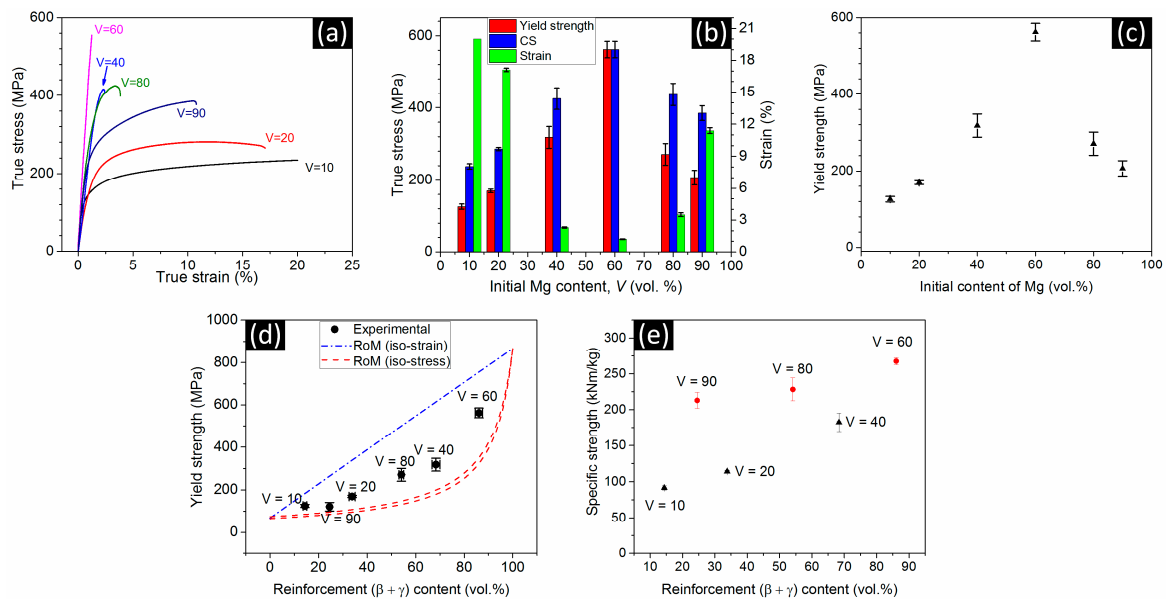 (a)
600
400
200
0
True stress (MPa)
V=60
V=40
V=80
V=90
V=20
V=10
0 5 10 15 20 25
True strain (%)
(b)
Yield strength
CS
Strain
600
400
200
0
True stress (MPa)
21
18
15
12
9
6
3
0
Strain (%)
0 10 20 30 40 50 60 70 80 90 100
Initial Mg content, V (vol. %)
(c)
600
400
200
0
Yield strength (MPa)
0 20 40 60 80 100
Initial content of Mg (vol.%)
(d)
Experimental
RoM (iso-strain)
RoM (iso-stress)
1000
800
600
400
200
0
Yield strength (MPa)
V = 60
V = 40
V = 80
V = 20
V = 10
V = 90
0 20 40 60 80 100
Reinforcement (β + γ) content (vol.%)
(e)
300
250
200
150
100
50
0
Specific strength (kNm/kg)
V = 60
V = 80
V = 90
V = 40
V = 20
V = 10
10 20 30 40 50 60 70 80 90
Reinforcement (β + γ) content (vol.%)